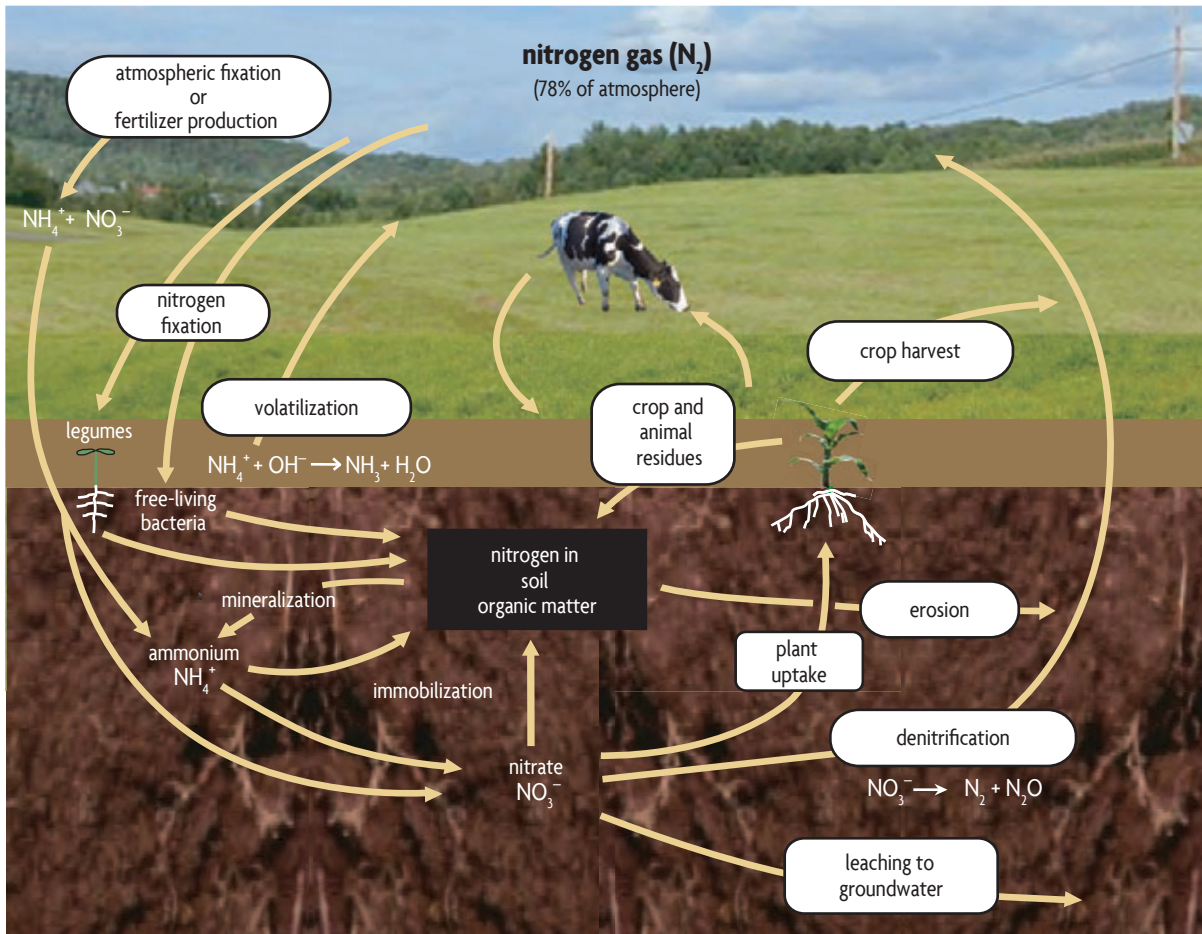 nitrogen gas (N₂)
(78% of atmosphere)
atmospheric fixation
or
fertilizer production
NH₄⁺ + NO₃⁻
nitrogen
fixation
crop harvest
volatilization
crop and
animal
residues
legumes
NH₄⁺ + OH⁻ → NH₃ + H₂O
free-living
bacteria
nitrogen in
soil
organic matter
mineralization
erosion
ammonium
NH₄⁺
plant
uptake
immobilization
denitrification
nitrate
NO₃⁻
NO₃⁻ → N₂ + N₂O
leaching to
groundwater